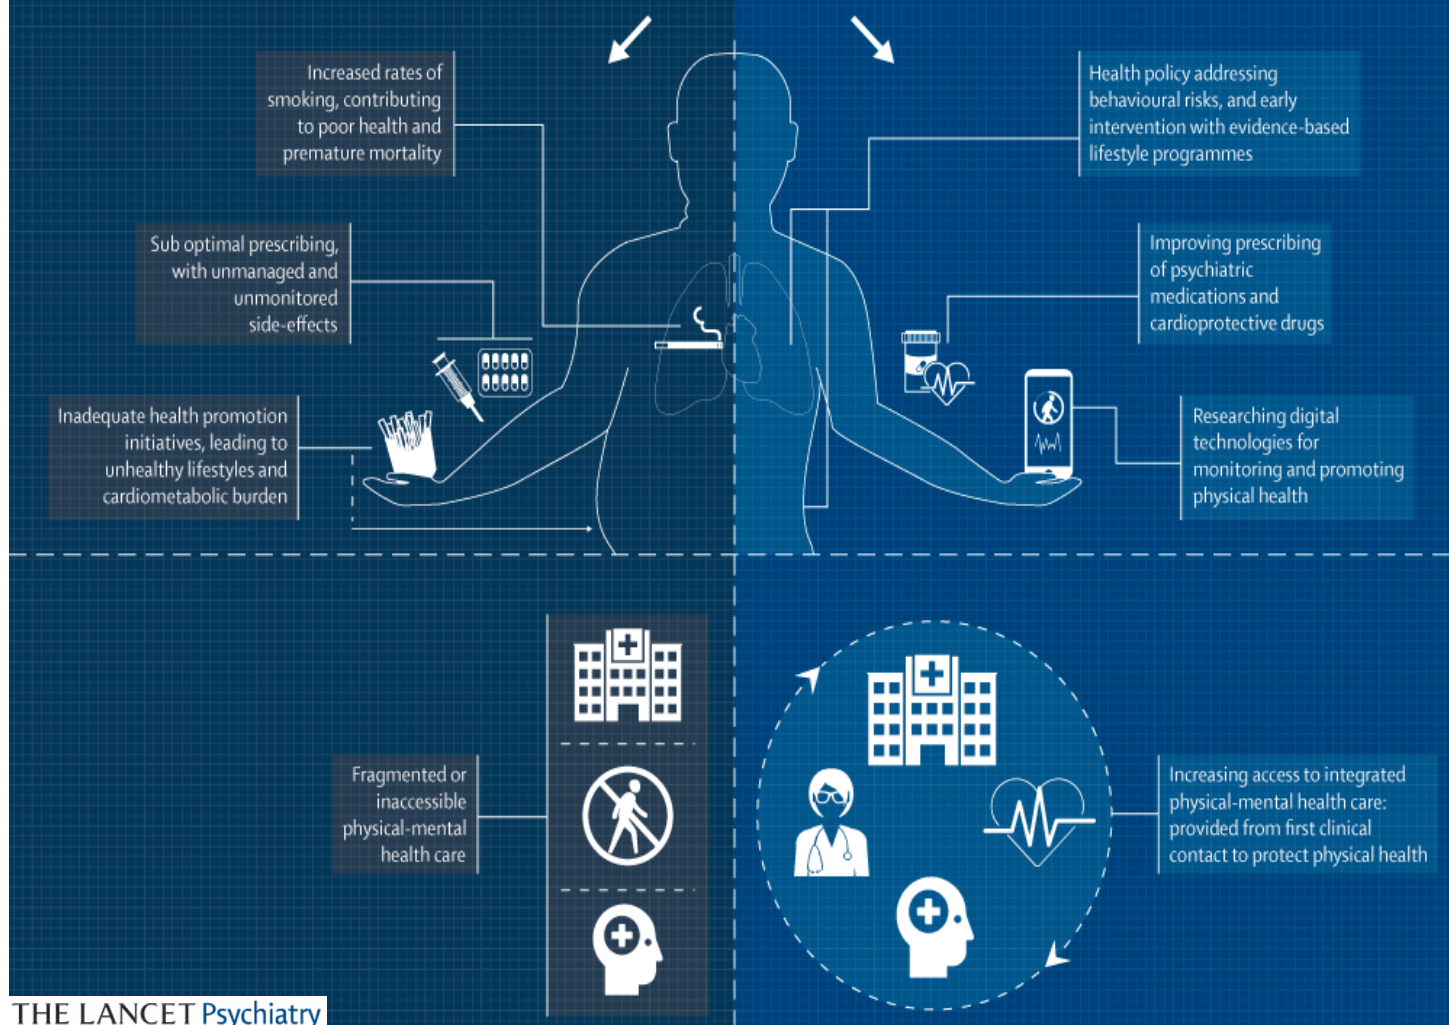 Increased rates of
smoking, contributing
to poor health and
premature mortality
Sub optimal prescribing,
with unmanaged and
unmonitored
side-effects
Inadequate health promotion
initiatives, leading to
unhealthy lifestyles and
cardiometabolic burden
Health policy addressing
behavioural risks, and early
intervention with evidence-based
lifestyle programmes
Improving prescribing
of psychiatric
medications and
cardioprotective drugs
Researching digital
technologies for
monitoring and promoting
physical health
Fragmented or
inaccessible
physical-mental
health care
Increasing access to integrated
physical-mental health care:
provided from first clinical
contact to protect physical health
THE LANCET Psychiatry